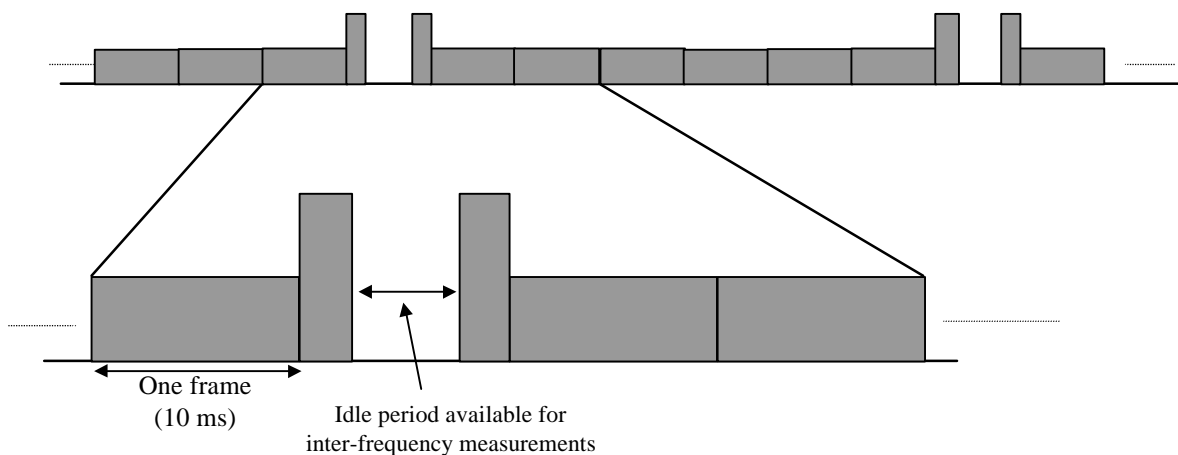 One frame
(10 ms)
Idle period available for
inter-frequency measurements